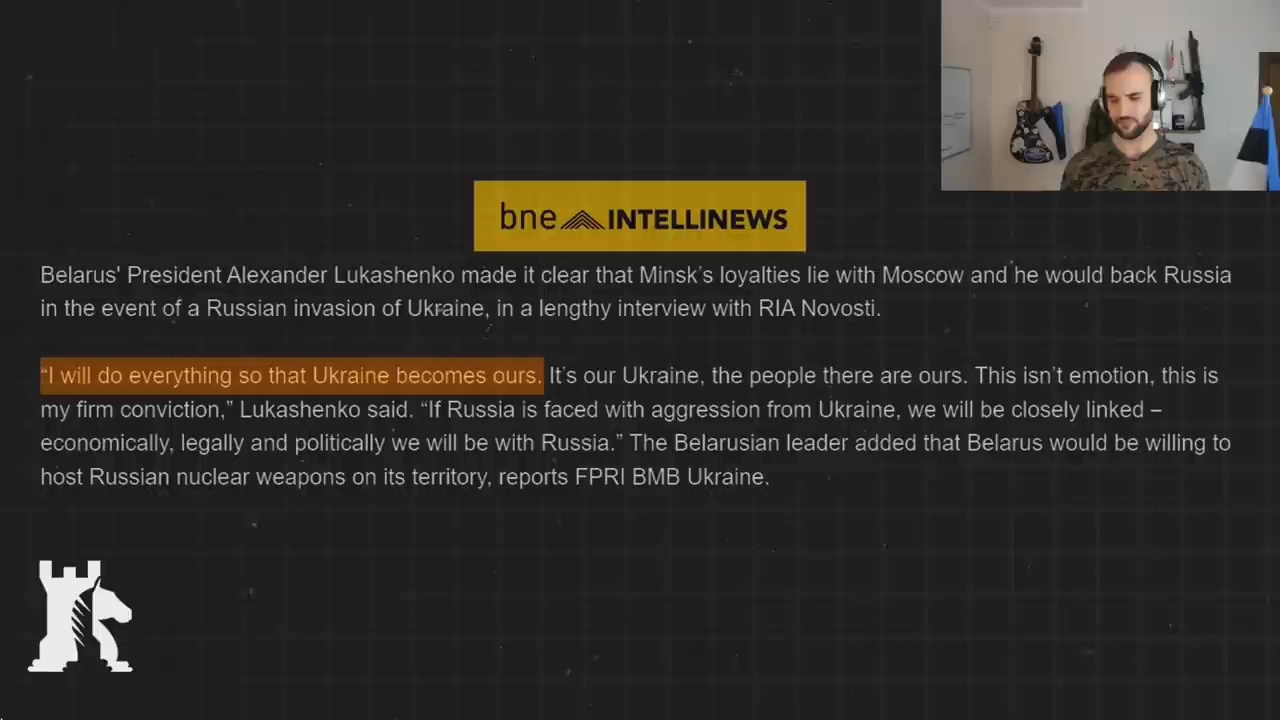 bne INTELLINEWS
Belarus' President Alexander Lukashenko made it clear that Minsk's loyalties lie with Moscow and he would back Russia
in the event of a Russian invasion of Ukraine, in a lengthy interview with RIA Novosti.
“I will do everything so that Ukraine becomes ours. It’s our Ukraine, the people there are ours. This isn’t emotion, this is
my firm conviction,” Lukashenko said. “If Russia is faced with aggression from Ukraine, we will be closely linked –
economically, legally and politically we will be with Russia.” The Belarusian leader added that Belarus would be willing to
host Russian nuclear weapons on its territory, reports FPRI BMB Ukraine.